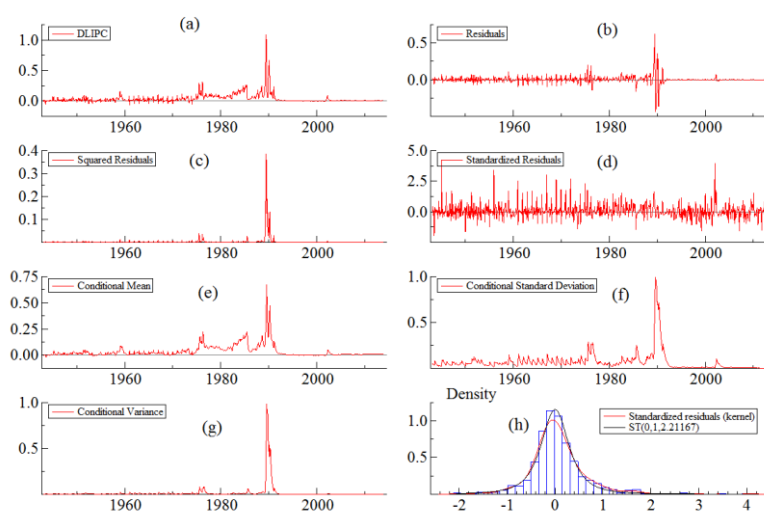 (a)
DLIPC
1.0
0.5
0.0
1960
1980
2000
(b)
Residuals
0.5
0.0
1960
1980
2000
(c)
Squared Residuals
0.4
0.3
0.2
0.1
1960
1980
2000
(d)
Standardized Residuals
5.0
2.5
0.0
1960
1980
2000
(e)
Conditional Mean
0.75
0.50
0.25
0.00
1960
1980
2000
(f)
Conditional Standard Deviation
1.0
0.5
1960
1980
2000
(g)
Conditional Variance
1.0
0.5
1960
1980
2000
Density
(h)
Standardized residuals (kernel)
ST(0,1,2.21167)
1.0
0.5
-2 -1 0 1 2 3 4